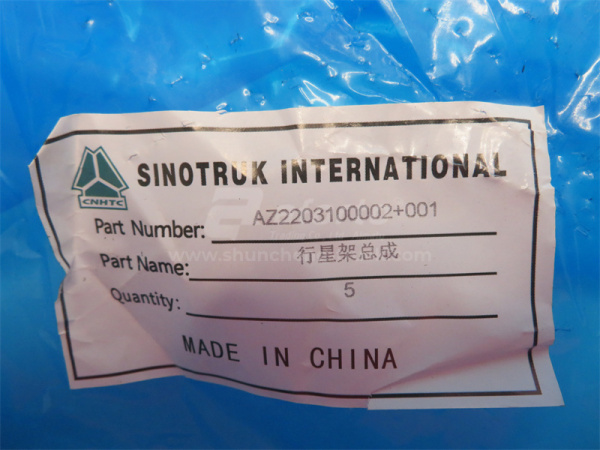 SINOTRUK INTERNATIONAL
CNHTC
Part Number: AZ2203100002+001
Part Name: 行星架总成
Quantity: 5
MADE IN CHINA